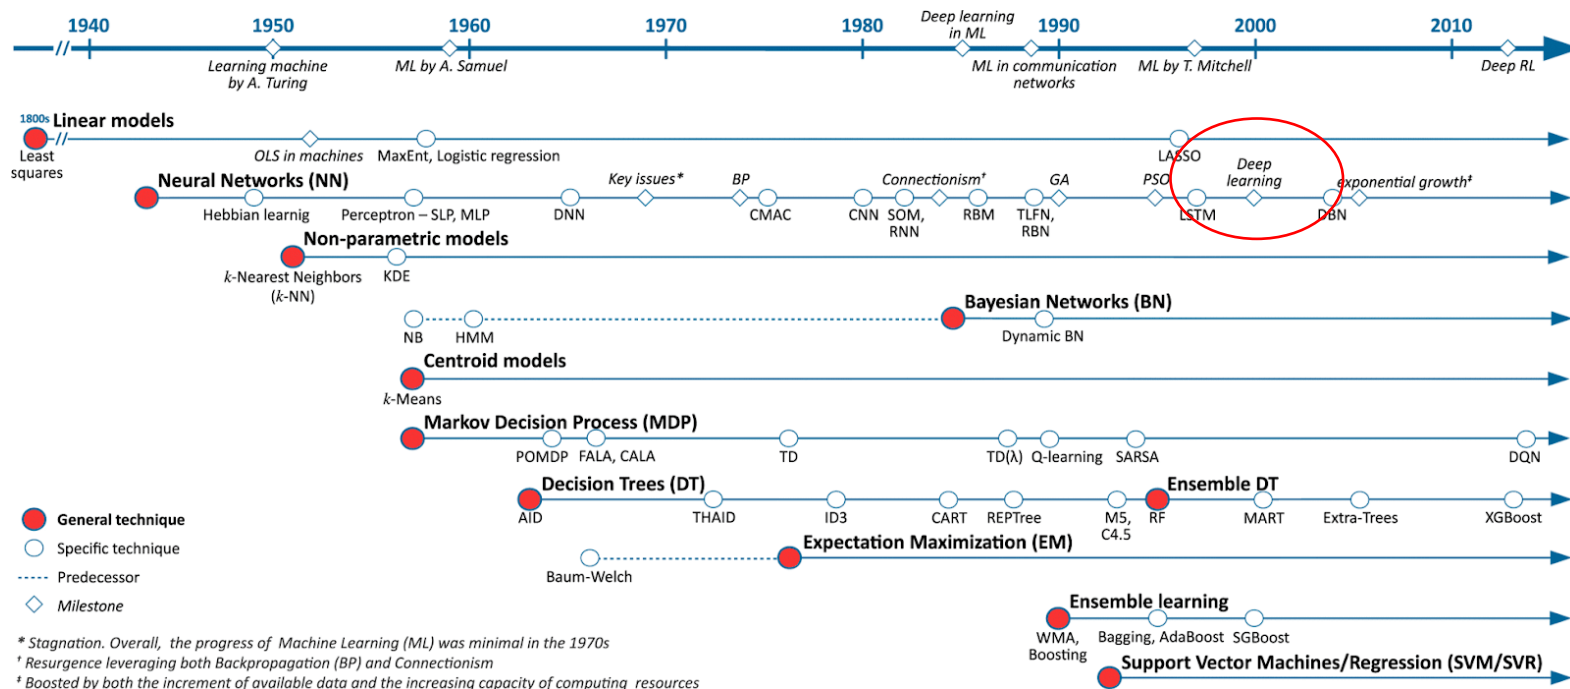 1940 1950 1960 1970 1980 1990 2000 2010
Deep learning
in ML
Learning machine
by A. Turing
ML by A. Samuel
ML in communication
networks
ML by T. Mitchell
Deep RL
1800s
Linear models
Least
squares
OLS in machines
MaxEnt, Logistic regression
LASSO
Neural Networks (NN)
Key issues*
BP
Connectionism†
GA
PSO
Deep
learning
exponential growth‡
Hebbian learnig
Perceptron – SLP, MLP
DNN
CMAC
CNN
SOM,
RNN
RBM
TLFN,
RBN
LSTM
DBN
Non-parametric models
k-Nearest Neighbors
(k-NN)
KDE
Bayesian Networks (BN)
NB
HMM
Dynamic BN
Centroid models
k-Means
Markov Decision Process (MDP)
POMDP
FALA, CALA
TD
TD(λ)
Q-learning
SARSA
DQN
Decision Trees (DT)
Ensemble DT
AID
THAID
ID3
CART
REPTree
M5,
C4.5
RF
MART
Extra-Trees
XGBoost
Expectation Maximization (EM)
Baum-Welch
Ensemble learning
WMA,
Boosting
Bagging, AdaBoost
SGBoost
Support Vector Machines/Regression (SVM/SVR)
General technique
Specific technique
Predecessor
Milestone
* Stagnation. Overall, the progress of Machine Learning (ML) was minimal in the 1970s
† Resurgence leveraging both Backpropagation (BP) and Connectionism
‡ Boosted by both the increment of available data and the increasing capacity of computing resources